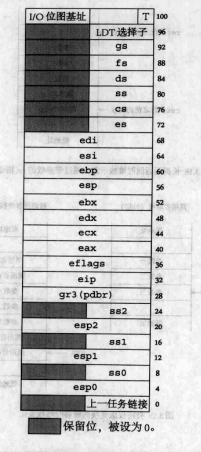 I/O 位图基址 T 100
LDT 选择子 96
gs 92
fs 88
ds 84
ss 80
cs 76
es 72
edi 68
esi 64
ebp 60
esp 56
ebx 52
edx 48
ecx 44
eax 40
eflags 36
eip 32
gr3(pdbr) 28
ss2 24
esp2 20
ss1 16
esp1 12
ss0 8
esp0 4
上一任务链接 0
保留位，被设为 0。